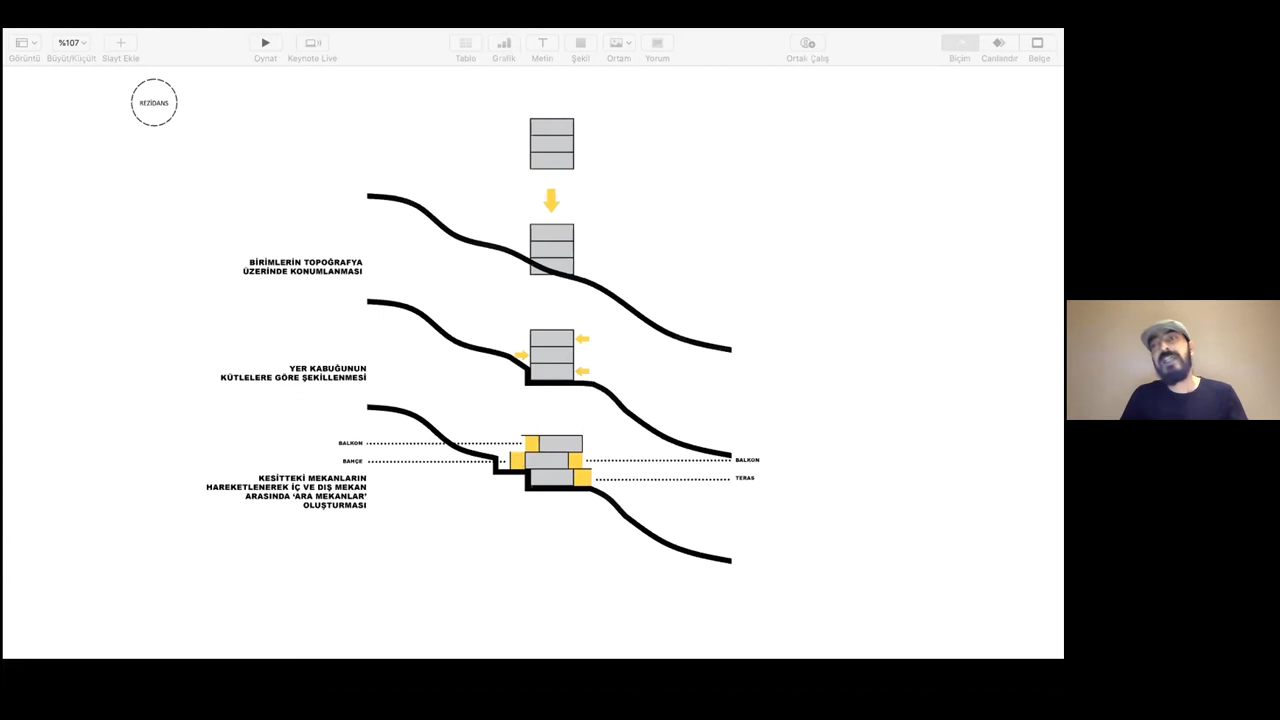 %107
Görüntü
Büyüt/Küçült
Slayt Ekle
Oynat
Keynote Live
Tablo
Grafik
Metin
Şekil
Ortam
Yorum
Ortak Çalış
Biçim
Canlandır
Belge
REZİDANS
BİRİMLERİN TOPOĞRAFYA
ÜZERİNDE KONUMLANMASI
YER KABUĞUNUN
KÜTLELERE GÖRE ŞEKİLLENMESİ
BALKON
BAHÇE
BALKON
TERAS
KESİTTEKİ MEKANLARIN
HAREKETLENEREK İÇ VE DIŞ MEKAN
ARASINDA ‘ARA MEKANLAR’
OLUŞTURMASI